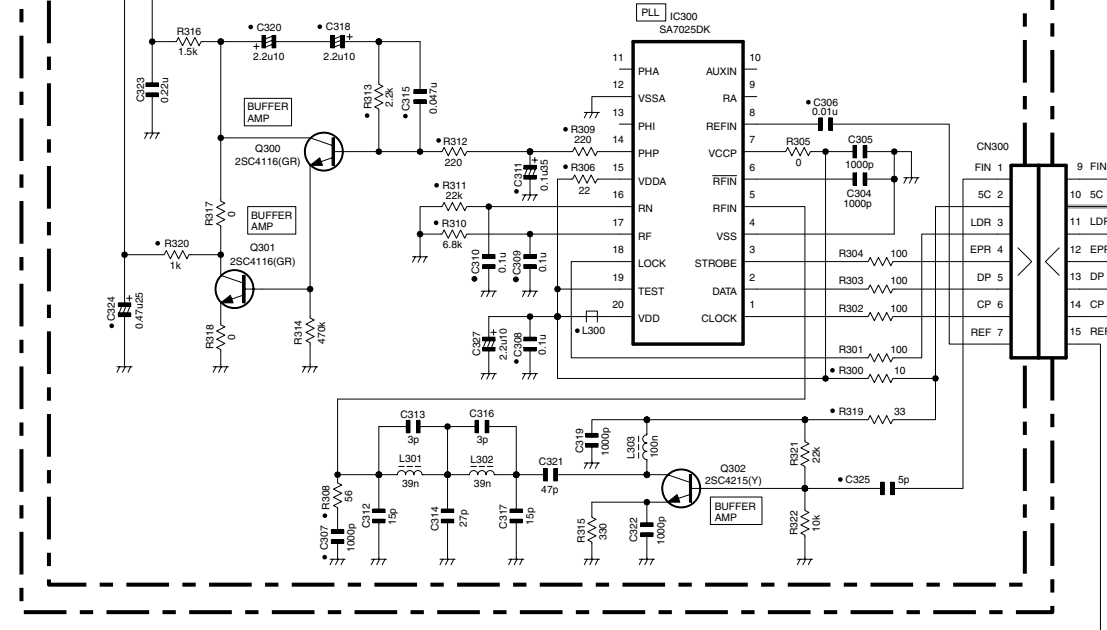 PLL IC300
SA7025DK
R316
1.5k
• C320
+
2.2u10
• C318
+
2.2u10
C323
0.22u
• R313
2.2k
• C315
0.047u
BUFFER
AMP
Q300
2SC4116(GR)
• R312
220
• R309
220
• C311
+
0.1u35
• R306
22
• R311
22k
• R310
6.8k
• C310
0.1u
• C309
0.1u
R317
0
BUFFER
AMP
Q301
2SC4116(GR)
• R320
1k
• C324
+
0.47u25
R318
0
R314
470k
C327
+
2.2u10
• C308
0.1u
• L300
11 PHA
12 VSSA
13 PHI
14 PHP
15 VDDA
16 RN
17 RF
18 LOCK
19 TEST
20 VDD
AUXIN 10
RA 9
REFIN 8
VCCP 7
RFIN 6
RFIN 5
VSS 4
STROBE 3
DATA 2
CLOCK 1
• C306
0.01u
R305
0
C305
1000p
C304
1000p
R304 100
R303 100
R302 100
R301 100
• R300 10
• R319 33
CN300
FIN 1
5C 2
LDR 3
EPR 4
DP 5
CP 6
REF 7
9 FIN
10 5C
11 LDR
12 EPR
13 DP
14 CP
15 REF
C313
3p
C316
3p
L301
39n
L302
39n
C321
47p
C319
1000p
L303
100n
Q302
2SC4215(Y)
BUFFER
AMP
R321
22k
• C325 5p
• R308
56
• C307
1000p
C312
15p
C314
27p
C317
15p
R315
330
C322
1000p
R322
10k